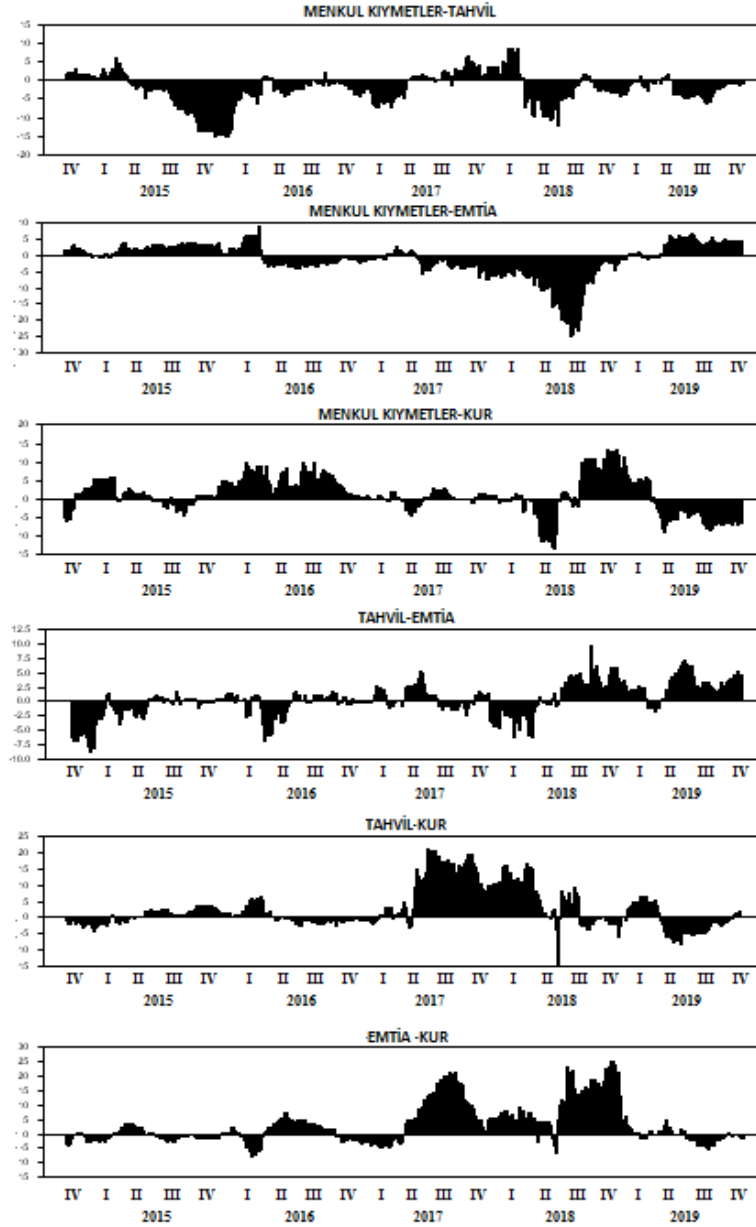 MENKUL KIYMETLER-TAHVİL
15
10
5
0
-5
-10
-15
-20
IV I II III IV I II III IV I II III IV I II III IV I II III IV
2015 2016 2017 2018 2019
MENKUL KIYMETLER-EMTİA
10
5
0
IV I II III IV I II III IV I II III IV I II III IV I II III IV
2015 2016 2017 2018 2019
MENKUL KIYMETLER-KUR
20
15
10
5
0
IV I II III IV I II III IV I II III IV I II III IV I II III IV
2015 2016 2017 2018 2019
TAHVİL-EMTİA
12.5
10.0
7.5
5.0
2.5
0.0
-2.5
-5.0
-7.5
-10.0
IV I II III IV I II III IV I II III IV I II III IV I II III IV
2015 2016 2017 2018 2019
TAHVİL-KUR
25
20
15
10
5
0
IV I II III IV I II III IV I II III IV I II III IV I II III IV
2015 2016 2017 2018 2019
EMTİA -KUR
30
25
20
15
10
5
0
IV I II III IV I II III IV I II III IV I II III IV I II III IV
2015 2016 2017 2018 2019